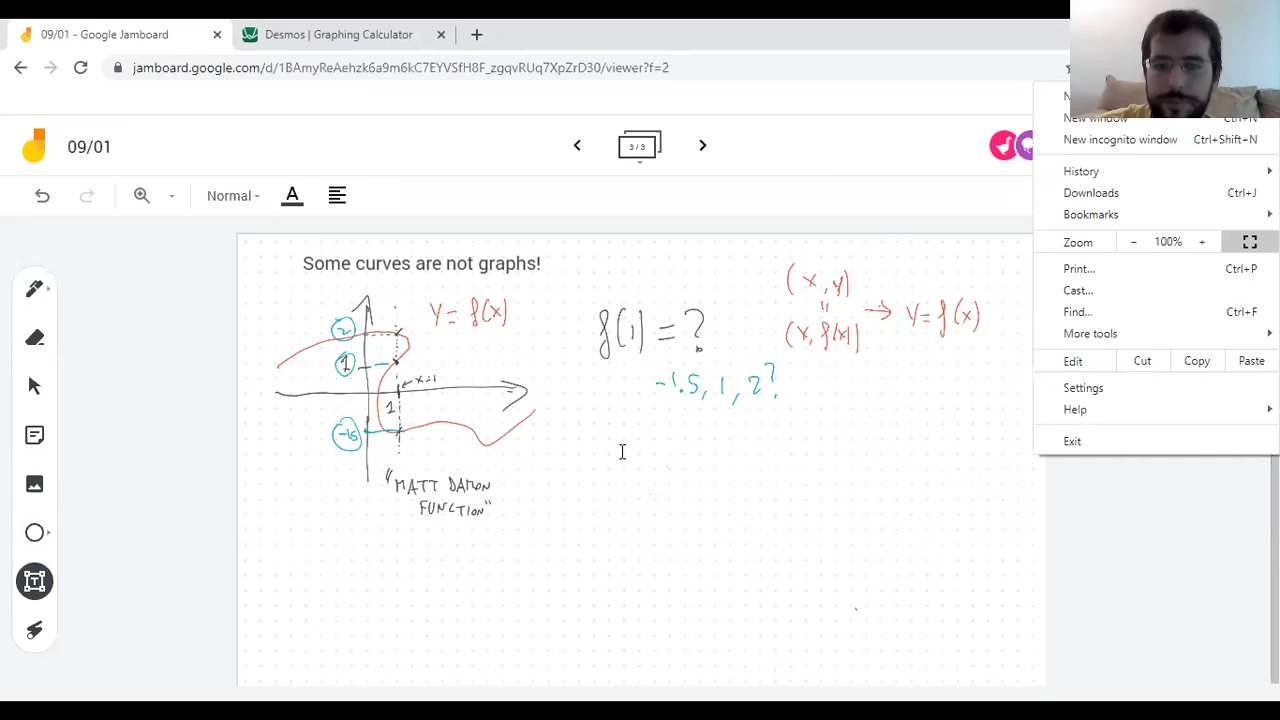 09/01 - Google Jamboard
Desmos | Graphing Calculator
jamboard.google.com/d/1BAmyReAehzk6a9m6kC7EYVSfH8F_zgqvRUq7XpZrD30/viewer?f=2
New window Ctrl+N
New incognito window Ctrl+Shift+N
History
Downloads Ctrl+J
Bookmarks
Zoom - 100% +
Print... Ctrl+P
Cast...
Find... Ctrl+F
More tools
Edit Cut Copy Paste
Settings
Help
Exit
09/01
3 / 3
Normal
Some curves are not graphs!
y = f(x)
2
1
-1.5
x=1
1
"MATT DAMON
FUNCTION"
f(1) = ?
-1.5, 1, 2?
(x, y)
"
(x, f(x)) → y = f(x)